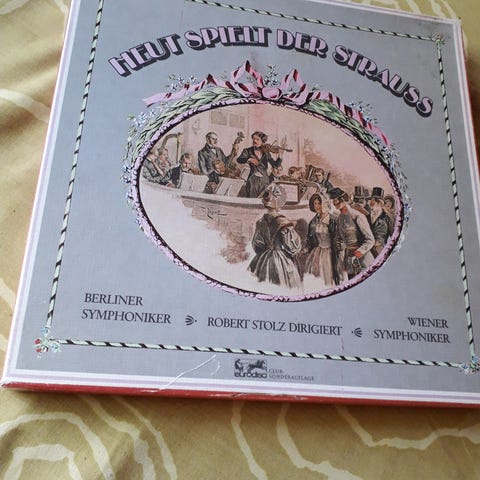 HEUT SPIELT DER STRAUSS
BERLINER
SYMPHONIKER
ROBERT STOLZ DIRIGIERT
WIENER
SYMPHONIKER
eurodisc
CLUB-
SONDERAUFLAGE